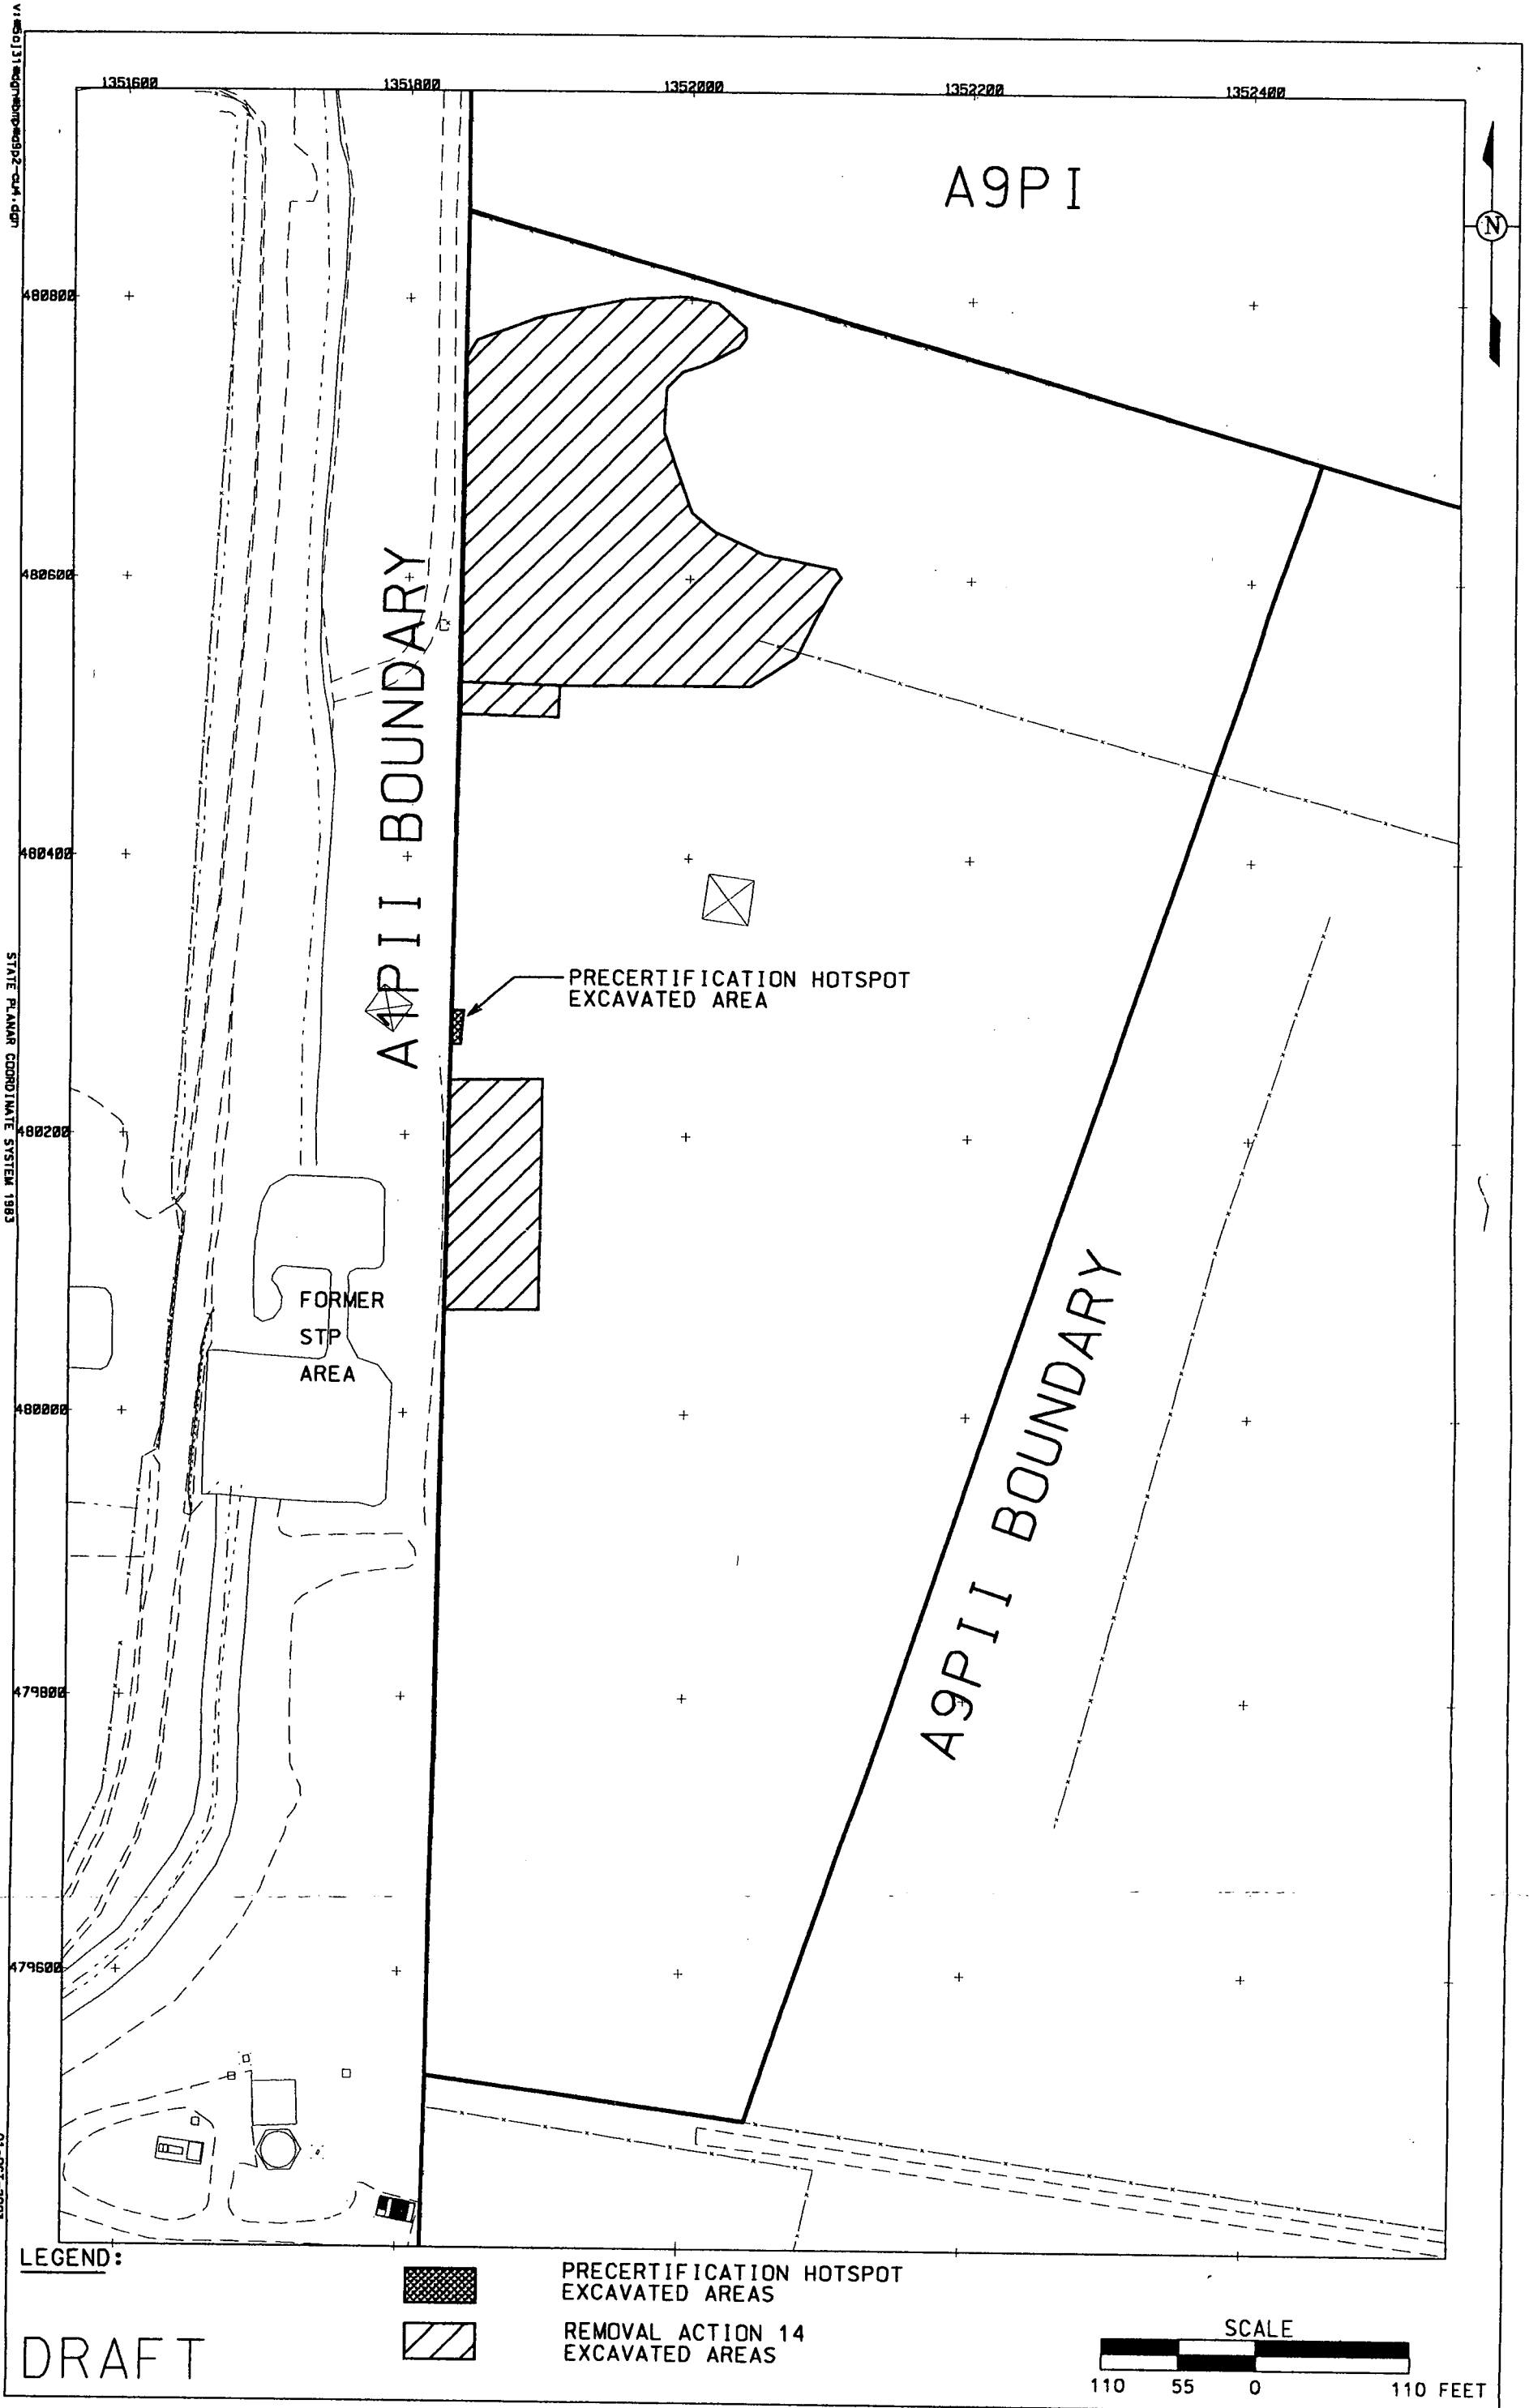 1351600
1351800
1352000
1352200
1352400
A9PI
N
480800
480600
480400
480200
480000
479800
479600
A1PII BOUNDARY
PRECERTIFICATION HOTSPOT
EXCAVATED AREA
FORMER
STP
AREA
A9PII BOUNDARY
STATE PLANAR COORDINATE SYSTEM 1983
LEGEND:
PRECERTIFICATION HOTSPOT
EXCAVATED AREAS
REMOVAL ACTION 14
EXCAVATED AREAS
DRAFT
SCALE
110 55 0 110 FEET